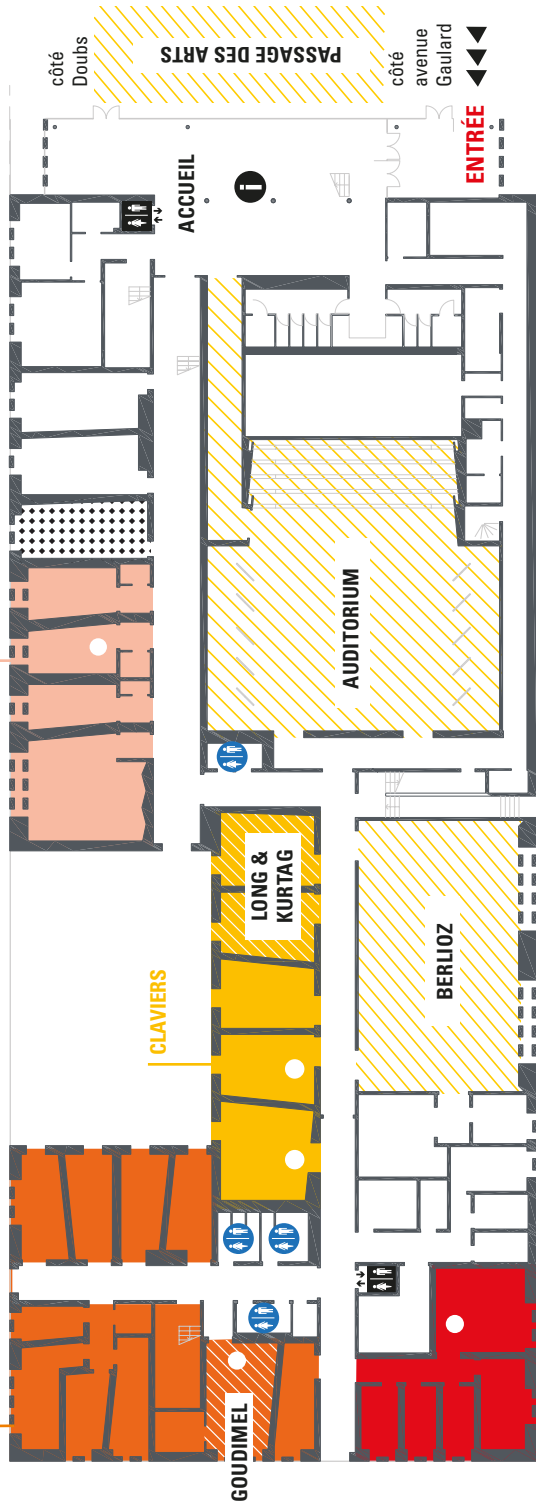 côté
Doubs
PASSAGE DES ARTS
côté
avenue
Gaulard
ENTRÉE
ACCUEIL
i
AUDITORIUM
LONG &
KURTAG
CLAVIERS
BERLIOZ
GOUDIMEL